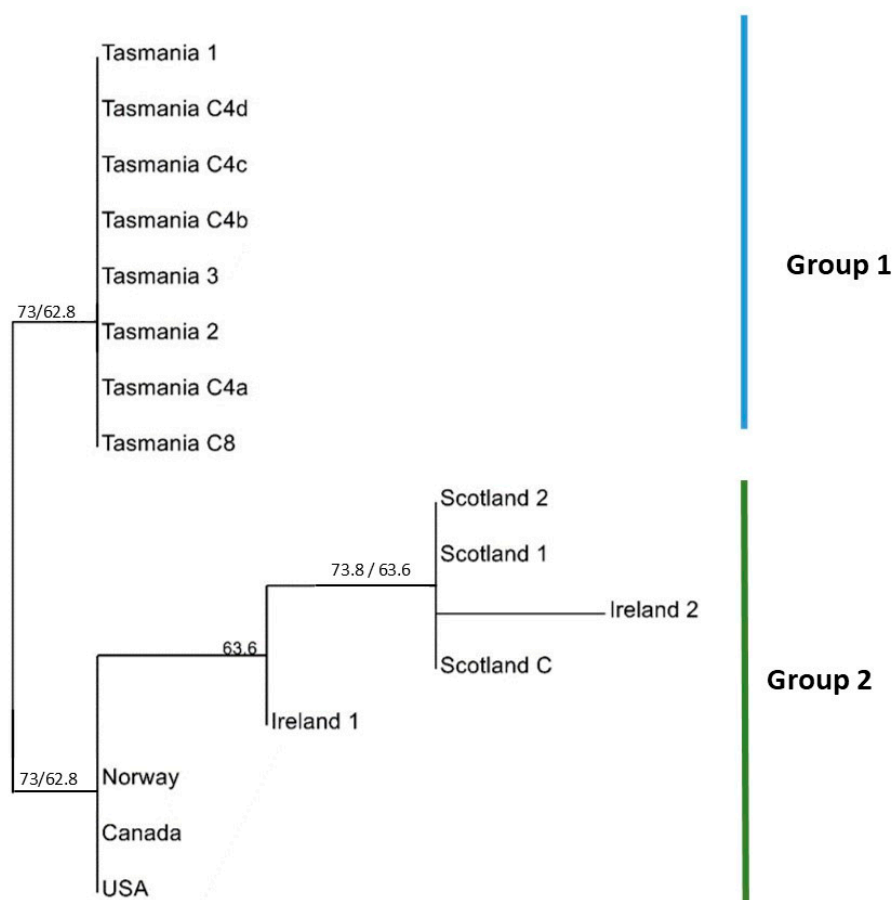 Tasmania 1
Tasmania C4d
Tasmania C4c
Tasmania C4b
Tasmania 3
Group 1
73/62.8
Tasmania 2
Tasmania C4a
Tasmania C8
Scotland 2
Scotland 1
73.8 / 63.6
Ireland 2
63.6
Scotland C
Group 2
Ireland 1
73/62.8
Norway
Canada
USA